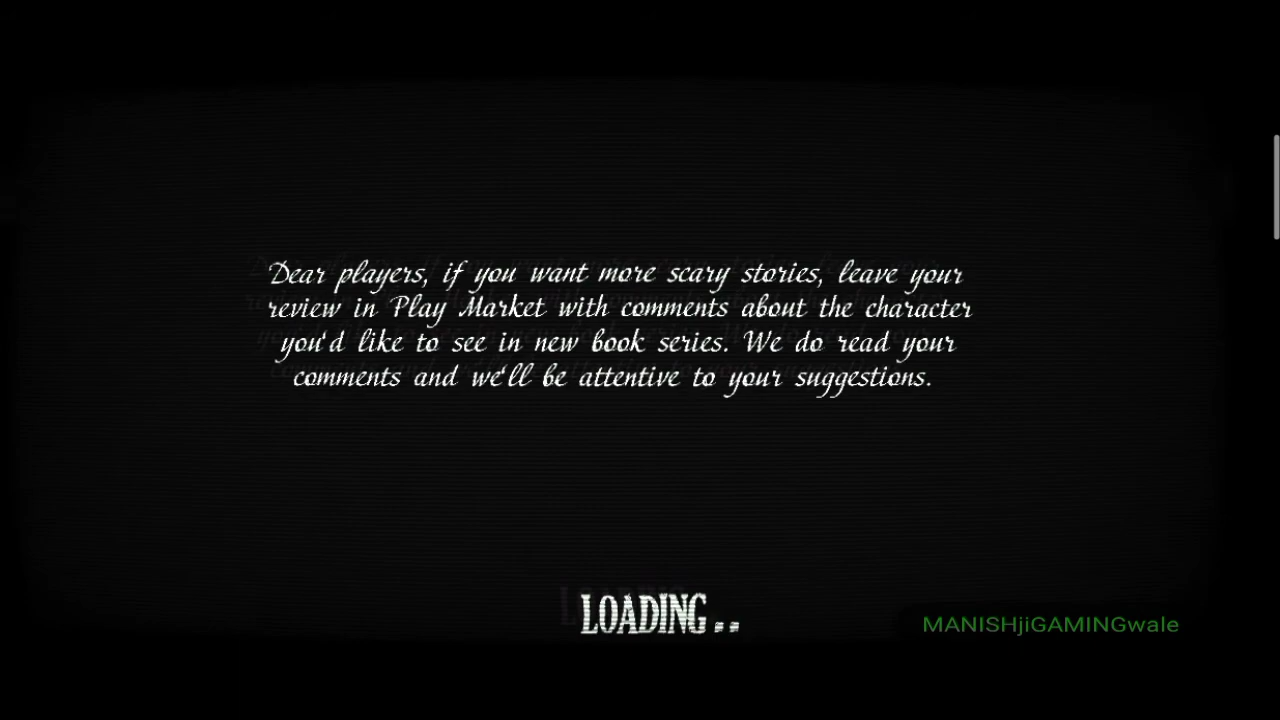 Dear players, if you want more scary stories, leave your
review in Play Market with comments about the character
you'd like to see in new book series. We do read your
comments and we'll be attentive to your suggestions.
LOADING..
MANISHjiGAMINGwale